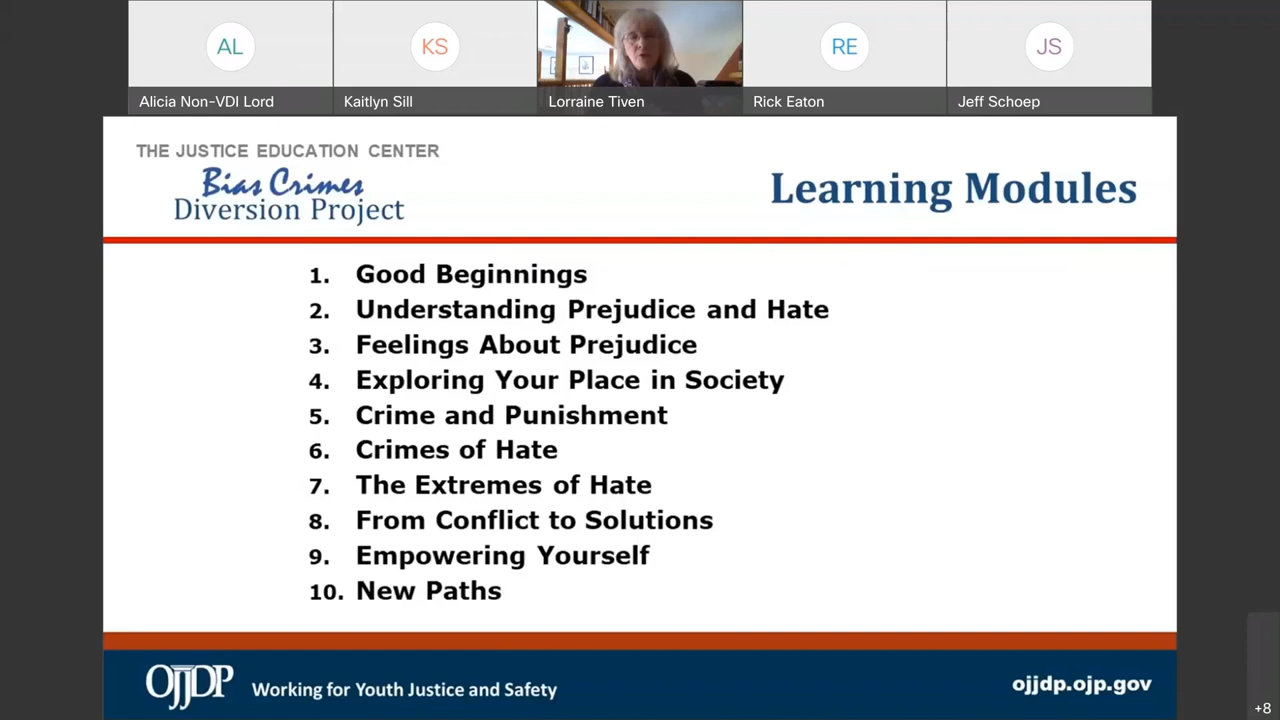 AL
KS
RE
JS
Alicia Non-VDI Lord
Kaitlyn Sill
Lorraine Tiven
Rick Eaton
Jeff Schoep
THE JUSTICE EDUCATION CENTER
Bias Crimes
Diversion Project
Learning Modules
1. Good Beginnings
2. Understanding Prejudice and Hate
3. Feelings About Prejudice
4. Exploring Your Place in Society
5. Crime and Punishment
6. Crimes of Hate
7. The Extremes of Hate
8. From Conflict to Solutions
9. Empowering Yourself
10. New Paths
OJJDP
Working for Youth Justice and Safety
ojjdp.ojp.gov
+8